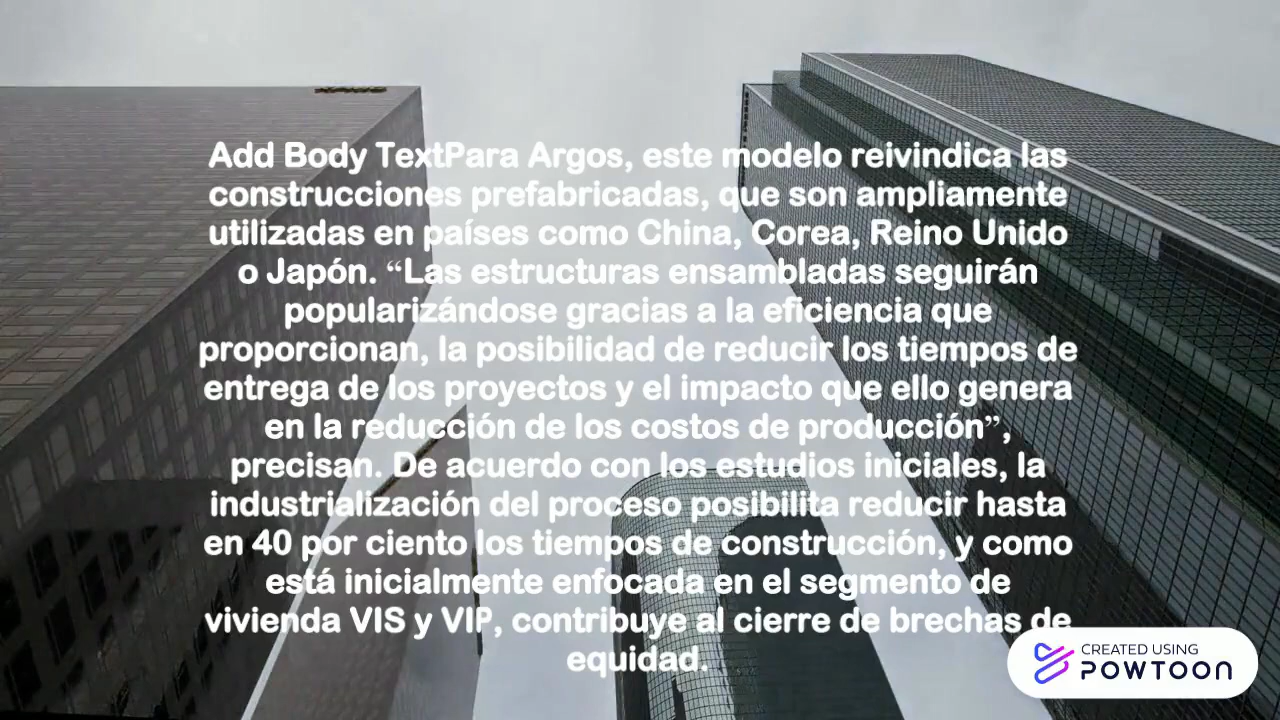 Add Body TextPara Argos, este modelo reivindica las
construcciones prefabricadas, que son ampliamente
utilizadas en países como China, Corea, Reino Unido
o Japón. “Las estructuras ensambladas seguirán
popularizándose gracias a la eficiencia que
proporcionan, la posibilidad de reducir los tiempos de
entrega de los proyectos y el impacto que ello genera
en la reducción de los costos de producción”,
precisan. De acuerdo con los estudios iniciales, la
industrialización del proceso posibilita reducir hasta
en 40 por ciento los tiempos de construcción, y como
está inicialmente enfocada en el segmento de
vivienda VIS y VIP, contribuye al cierre de brechas de
equidad.
CREATED USING
POWTOON